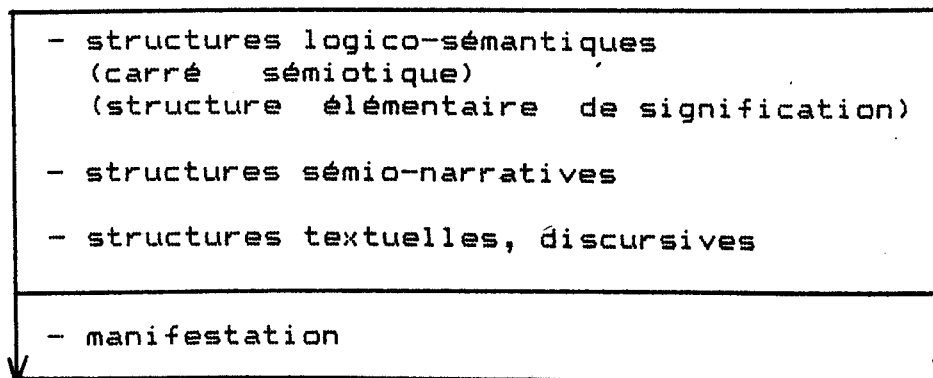 - structures logico-sémantiques
(carré sémiotique)
(structure élémentaire de signification)
- structures sémio-narratives
- structures textuelles, discursives
- manifestation